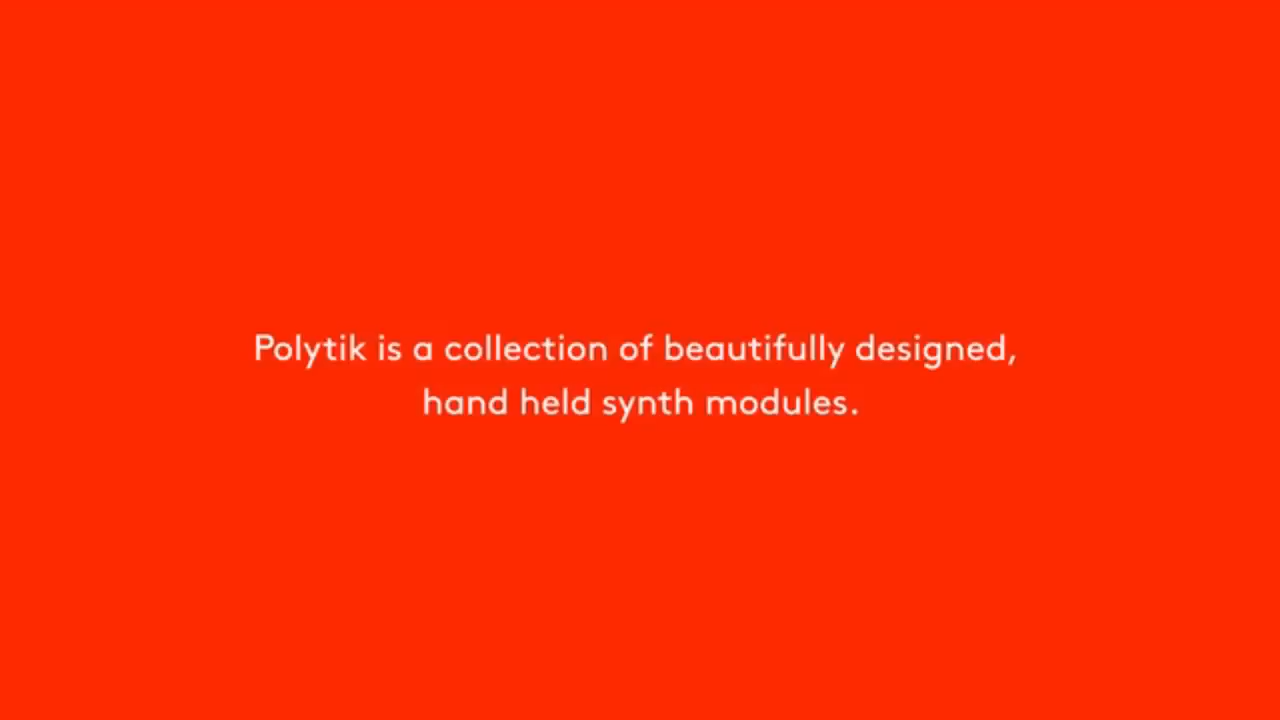 Polytik is a collection of beautifully designed,
hand held synth modules.